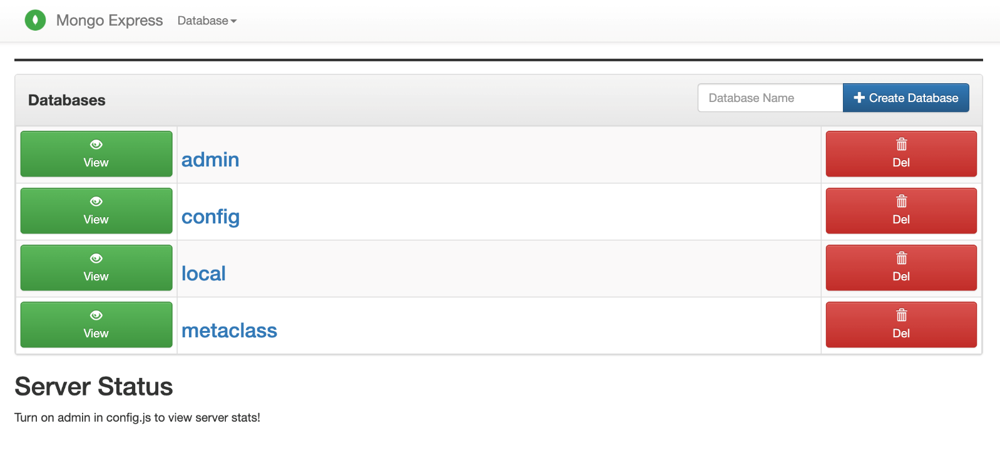 Mongo Express Database
Databases
Database Name Create Database
View admin Del
View config Del
View local Del
View metaclass Del
Server Status
Turn on admin in config.js to view server stats!